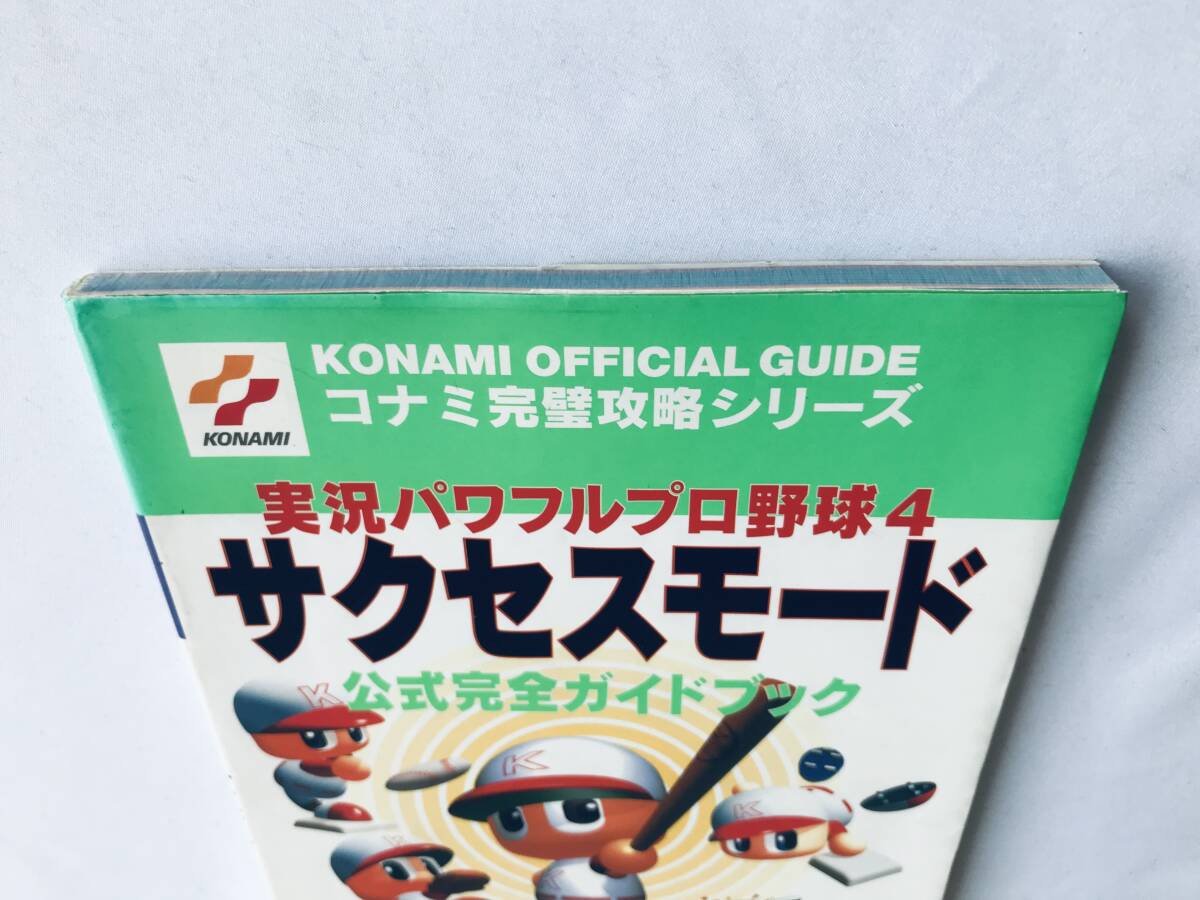 KONAMI OFFICIAL GUIDE
コナミ完璧攻略シリーズ
KONAMI
実況パワフルプロ野球4
サクセスモード
公式完全ガイドブック
K
K
K
K